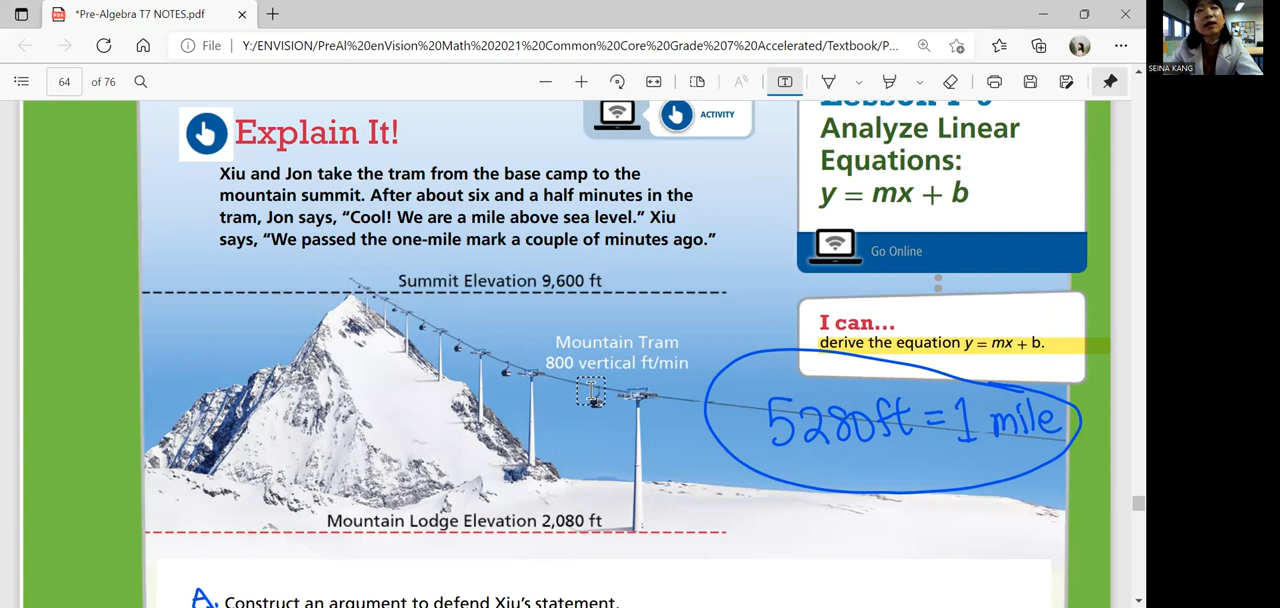 *Pre-Algebra T7 NOTES.pdf
File
Y:/ENVISION/PreAl%20enVision%20Math%202021%20Common%20Core%20Grade%207%20Accelerated/Textbook/P...
64
of 76
SEINA KANG
Explain It!
ACTIVITY
Xiu and Jon take the tram from the base camp to the
mountain summit. After about six and a half minutes in the
tram, Jon says, “Cool! We are a mile above sea level.” Xiu
says, “We passed the one-mile mark a couple of minutes ago.”
Summit Elevation 9,600 ft
Mountain Tram
800 vertical ft/min
Mountain Lodge Elevation 2,080 ft
Analyze Linear
Equations:
y = mx + b
Go Online
I can...
derive the equation y = mx + b.
5280ft = 1 mile
A. Construct an argument to defend Xiu’s statement.